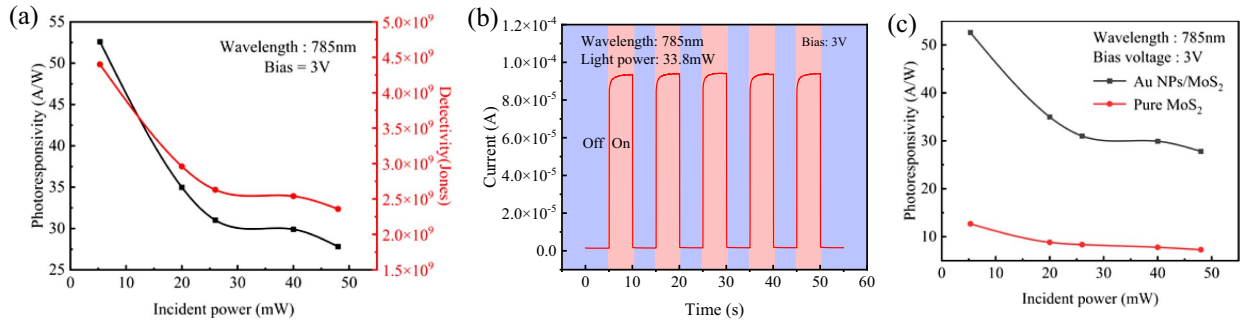 (a)
Wavelength : 785nm
Bias = 3V
Photoresponsivity (A/W)
55
50
45
40
35
30
25
5.0×10⁹
4.5×10⁹
4.0×10⁹
3.5×10⁹
3.0×10⁹
2.5×10⁹
2.0×10⁹
1.5×10⁹
Detectivity(Jones)
0 10 20 30 40 50
Incident power (mW)
(b)
Wavelength: 785nm
Light power: 33.8mW
Bias: 3V
Off On
Current (A)
1.2×10⁻⁴
1.0×10⁻⁴
8.0×10⁻⁵
6.0×10⁻⁵
4.0×10⁻⁵
2.0×10⁻⁵
0.0
0 10 20 30 40 50 60
Time (s)
(c)
Wavelength : 785nm
Bias voltage : 3V
Au NPs/MoS₂
Pure MoS₂
Photoresponsivity (A/W)
50
40
30
20
10
0 10 20 30 40 50
Incident power (mW)